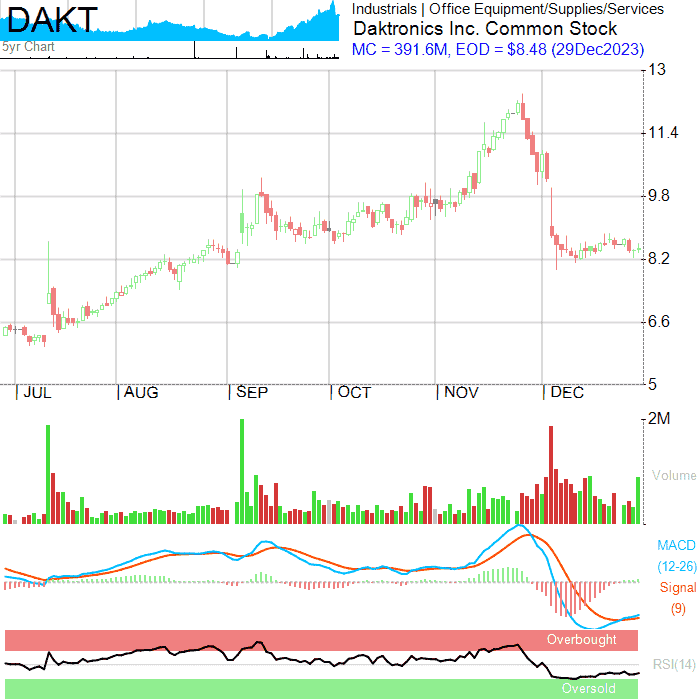 DAKT
5yr Chart
Industrials | Office Equipment/Supplies/Services
Daktronics Inc. Common Stock
MC = 391.6M, EOD = $8.48 (29Dec2023)
13
11.4
9.8
8.2
6.6
5
JUL
AUG
SEP
OCT
NOV
DEC
2M
Volume
MACD
(12-26)
Signal
(9)
Overbought
RSI(14)
Oversold